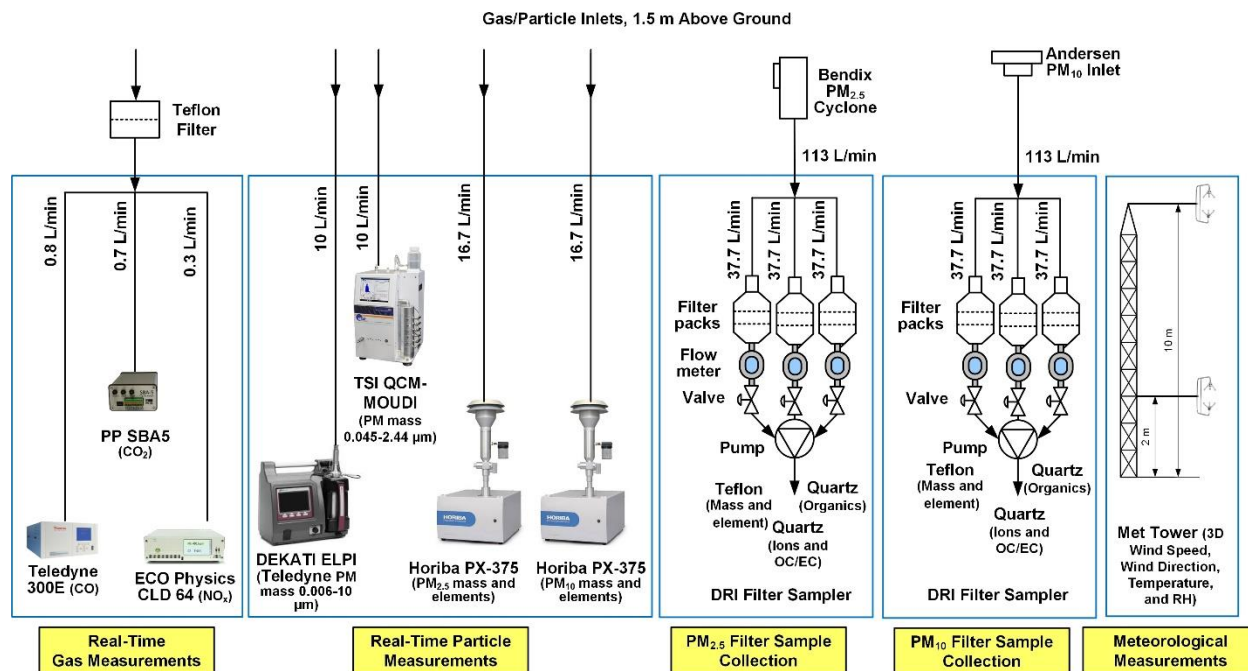 Gas/Particle Inlets, 1.5 m Above Ground
Teflon
Filter
0.8 L/min
0.7 L/min
0.3 L/min
PP SBA5
(CO₂)
Teledyne
300E (CO)
ECO Physics
CLD 64 (NOₓ)
Real-Time
Gas Measurements
10 L/min
10 L/min
16.7 L/min
16.7 L/min
TSI QCM-
MOUDI
(PM mass
0.045-2.44 µm)
DEKATI ELPI
(Teledyne PM
mass 0.006-10
µm)
HORIBA
Horiba PX-375
(PM₂.₅ mass and
elements)
HORIBA
Horiba PX-375
(PM₁₀ mass and
elements)
Real-Time Particle
Measurements
Bendix
PM₂.₅
Cyclone
113 L/min
37.7 L/min
37.7 L/min
37.7 L/min
Filter
packs
Flow
meter
Valve
Pump
Teflon
(Mass and
element)
Quartz
(Organics)
Quartz
(Ions and
OC/EC)
DRI Filter Sampler
PM₂.₅ Filter Sample
Collection
Andersen
PM₁₀ Inlet
113 L/min
37.7 L/min
37.7 L/min
37.7 L/min
Filter
packs
Flow
meter
Valve
Pump
Teflon
(Mass and
element)
Quartz
(Organics)
Quartz
(Ions and
OC/EC)
DRI Filter Sampler
PM₁₀ Filter Sample
Collection
10 m
2 m
Met Tower (3D
Wind Speed,
Wind Direction,
Temperature,
and RH)
Meteorological
Measurements